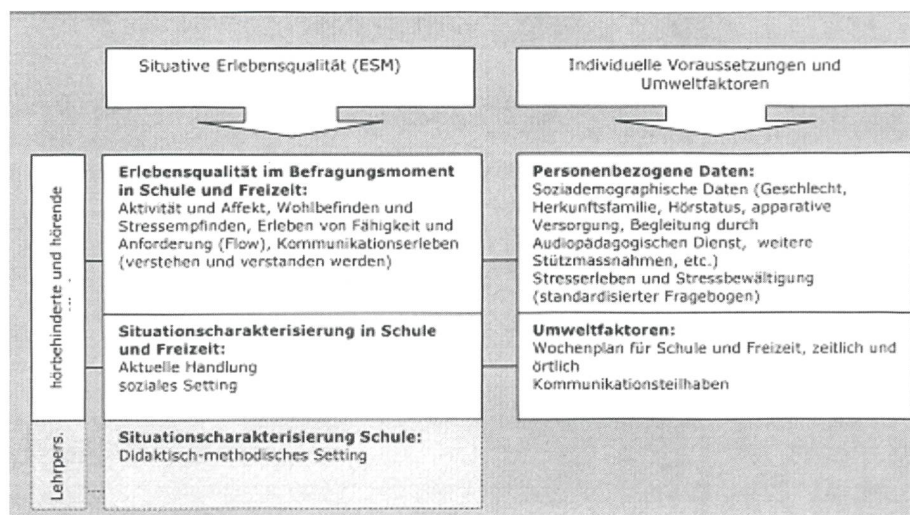 Situative Erlebensqualität (ESM)
Individuelle Voraussetzungen und
Umweltfaktoren
hörbehinderte und hörende
Erlebensqualität im Befragungsmoment
in Schule und Freizeit:
Aktivität und Affekt, Wohlbefinden und
Stressempfinden, Erleben von Fähigkeit und
Anforderung (Flow), Kommunikationserleben
(verstehen und verstanden werden)
Personenbezogene Daten:
Soziademographische Daten (Geschlecht,
Herkunftsfamilie, Hörstatus, apparative
Versorgung, Begleitung durch
Audiopädagogischen Dienst, weitere
Stützmassnahmen, etc.)
Stresserleben und Stressbewältigung
(standardisierter Fragebogen)
Situationscharakterisierung in Schule
und Freizeit:
Aktuelle Handlung
soziales Setting
Umweltfaktoren:
Wochenplan für Schule und Freizeit, zeitlich und
örtlich
Kommunikationsteilhaben
Lehrpers.
Situationscharakterisierung Schule:
Didaktisch-methodisches Setting